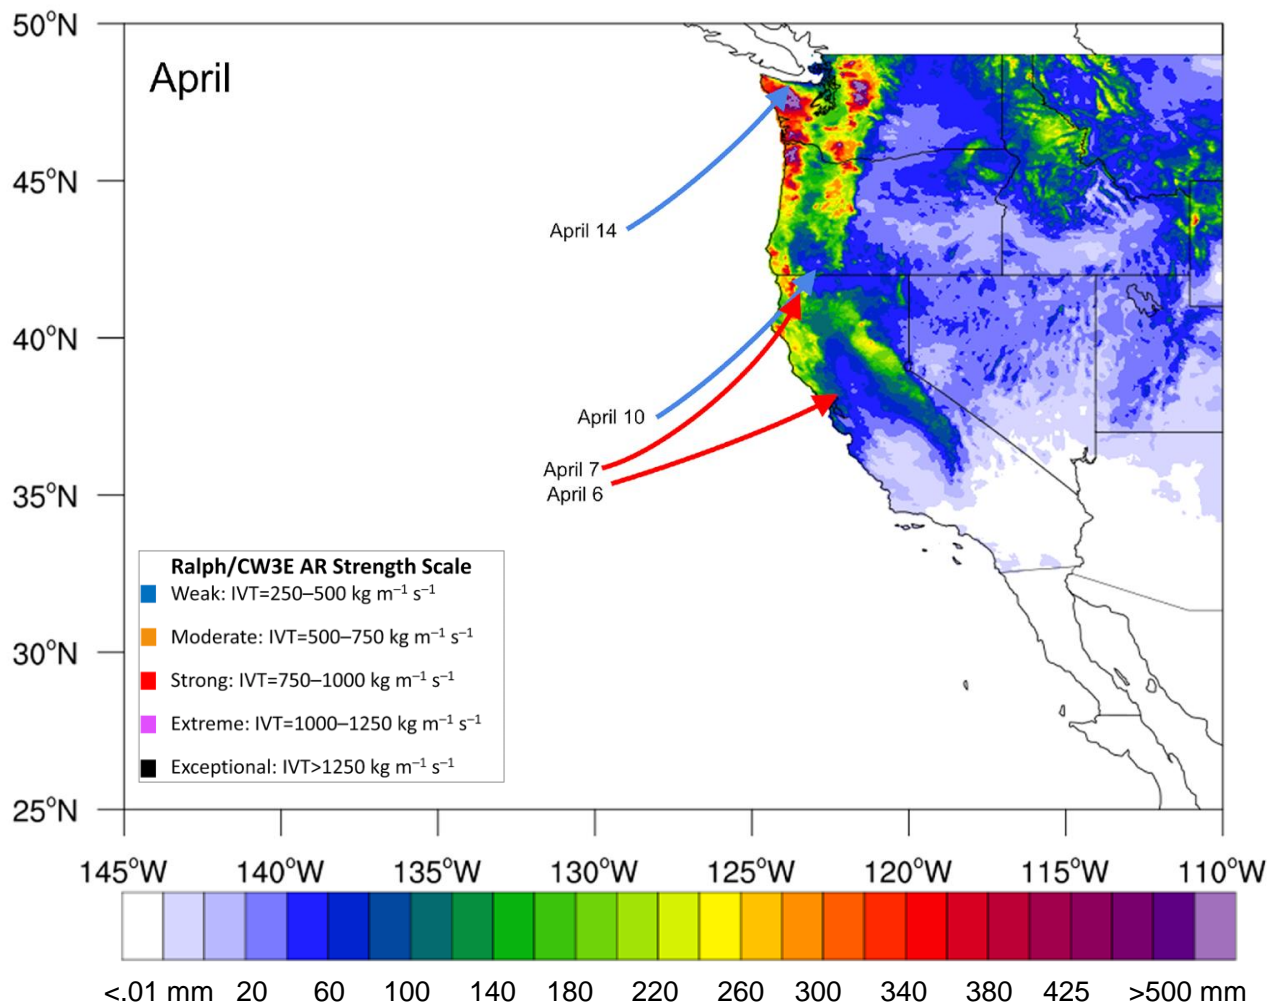 50°N
April
45°N
April 14
40°N
April 10
April 7
April 6
35°N
Ralph/CW3E AR Strength Scale
Weak: IVT=250–500 kg m⁻¹ s⁻¹
Moderate: IVT=500–750 kg m⁻¹ s⁻¹
Strong: IVT=750–1000 kg m⁻¹ s⁻¹
Extreme: IVT=1000–1250 kg m⁻¹ s⁻¹
Exceptional: IVT>1250 kg m⁻¹ s⁻¹
30°N
25°N
145°W 140°W 135°W 130°W 125°W 120°W 115°W 110°W
<.01 mm 20 60 100 140 180 220 260 300 340 380 425 >500 mm